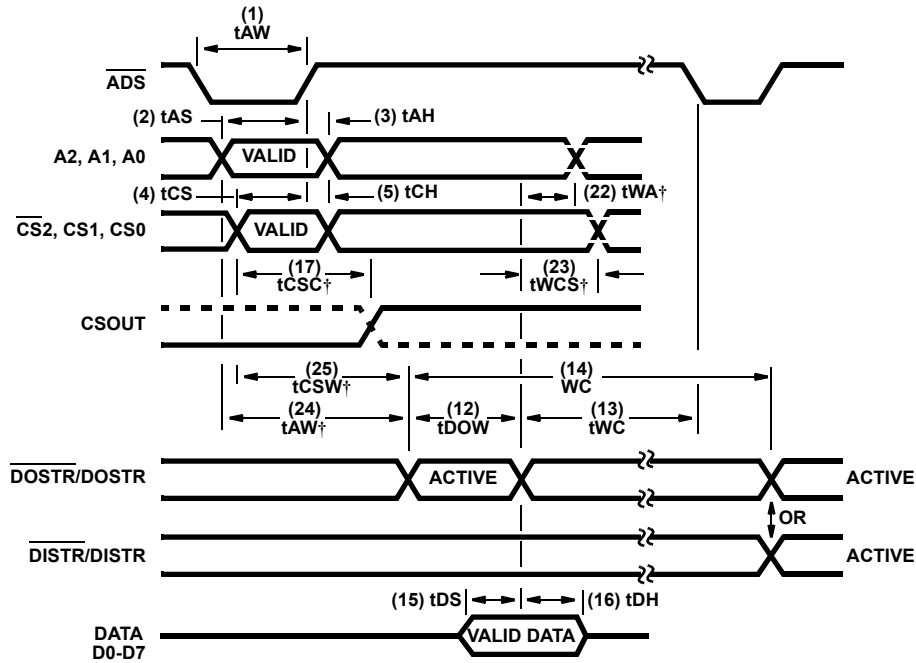 (1)
tAW
ADS
(2) tAS
(3) tAH
A2, A1, A0
VALID
(4) tCS
(5) tCH
(22) tWA†
CS2, CS1, CS0
VALID
(17)
tCSC†
(23)
tWCS†
CSOUT
(25)
tCSW†
(14)
WC
(24)
tAW†
(12)
tDOW
(13)
tWC
DOSTR/DOSTR
ACTIVE
ACTIVE
OR
DISTR/DISTR
ACTIVE
(15) tDS
(16) tDH
DATA
D0-D7
VALID DATA